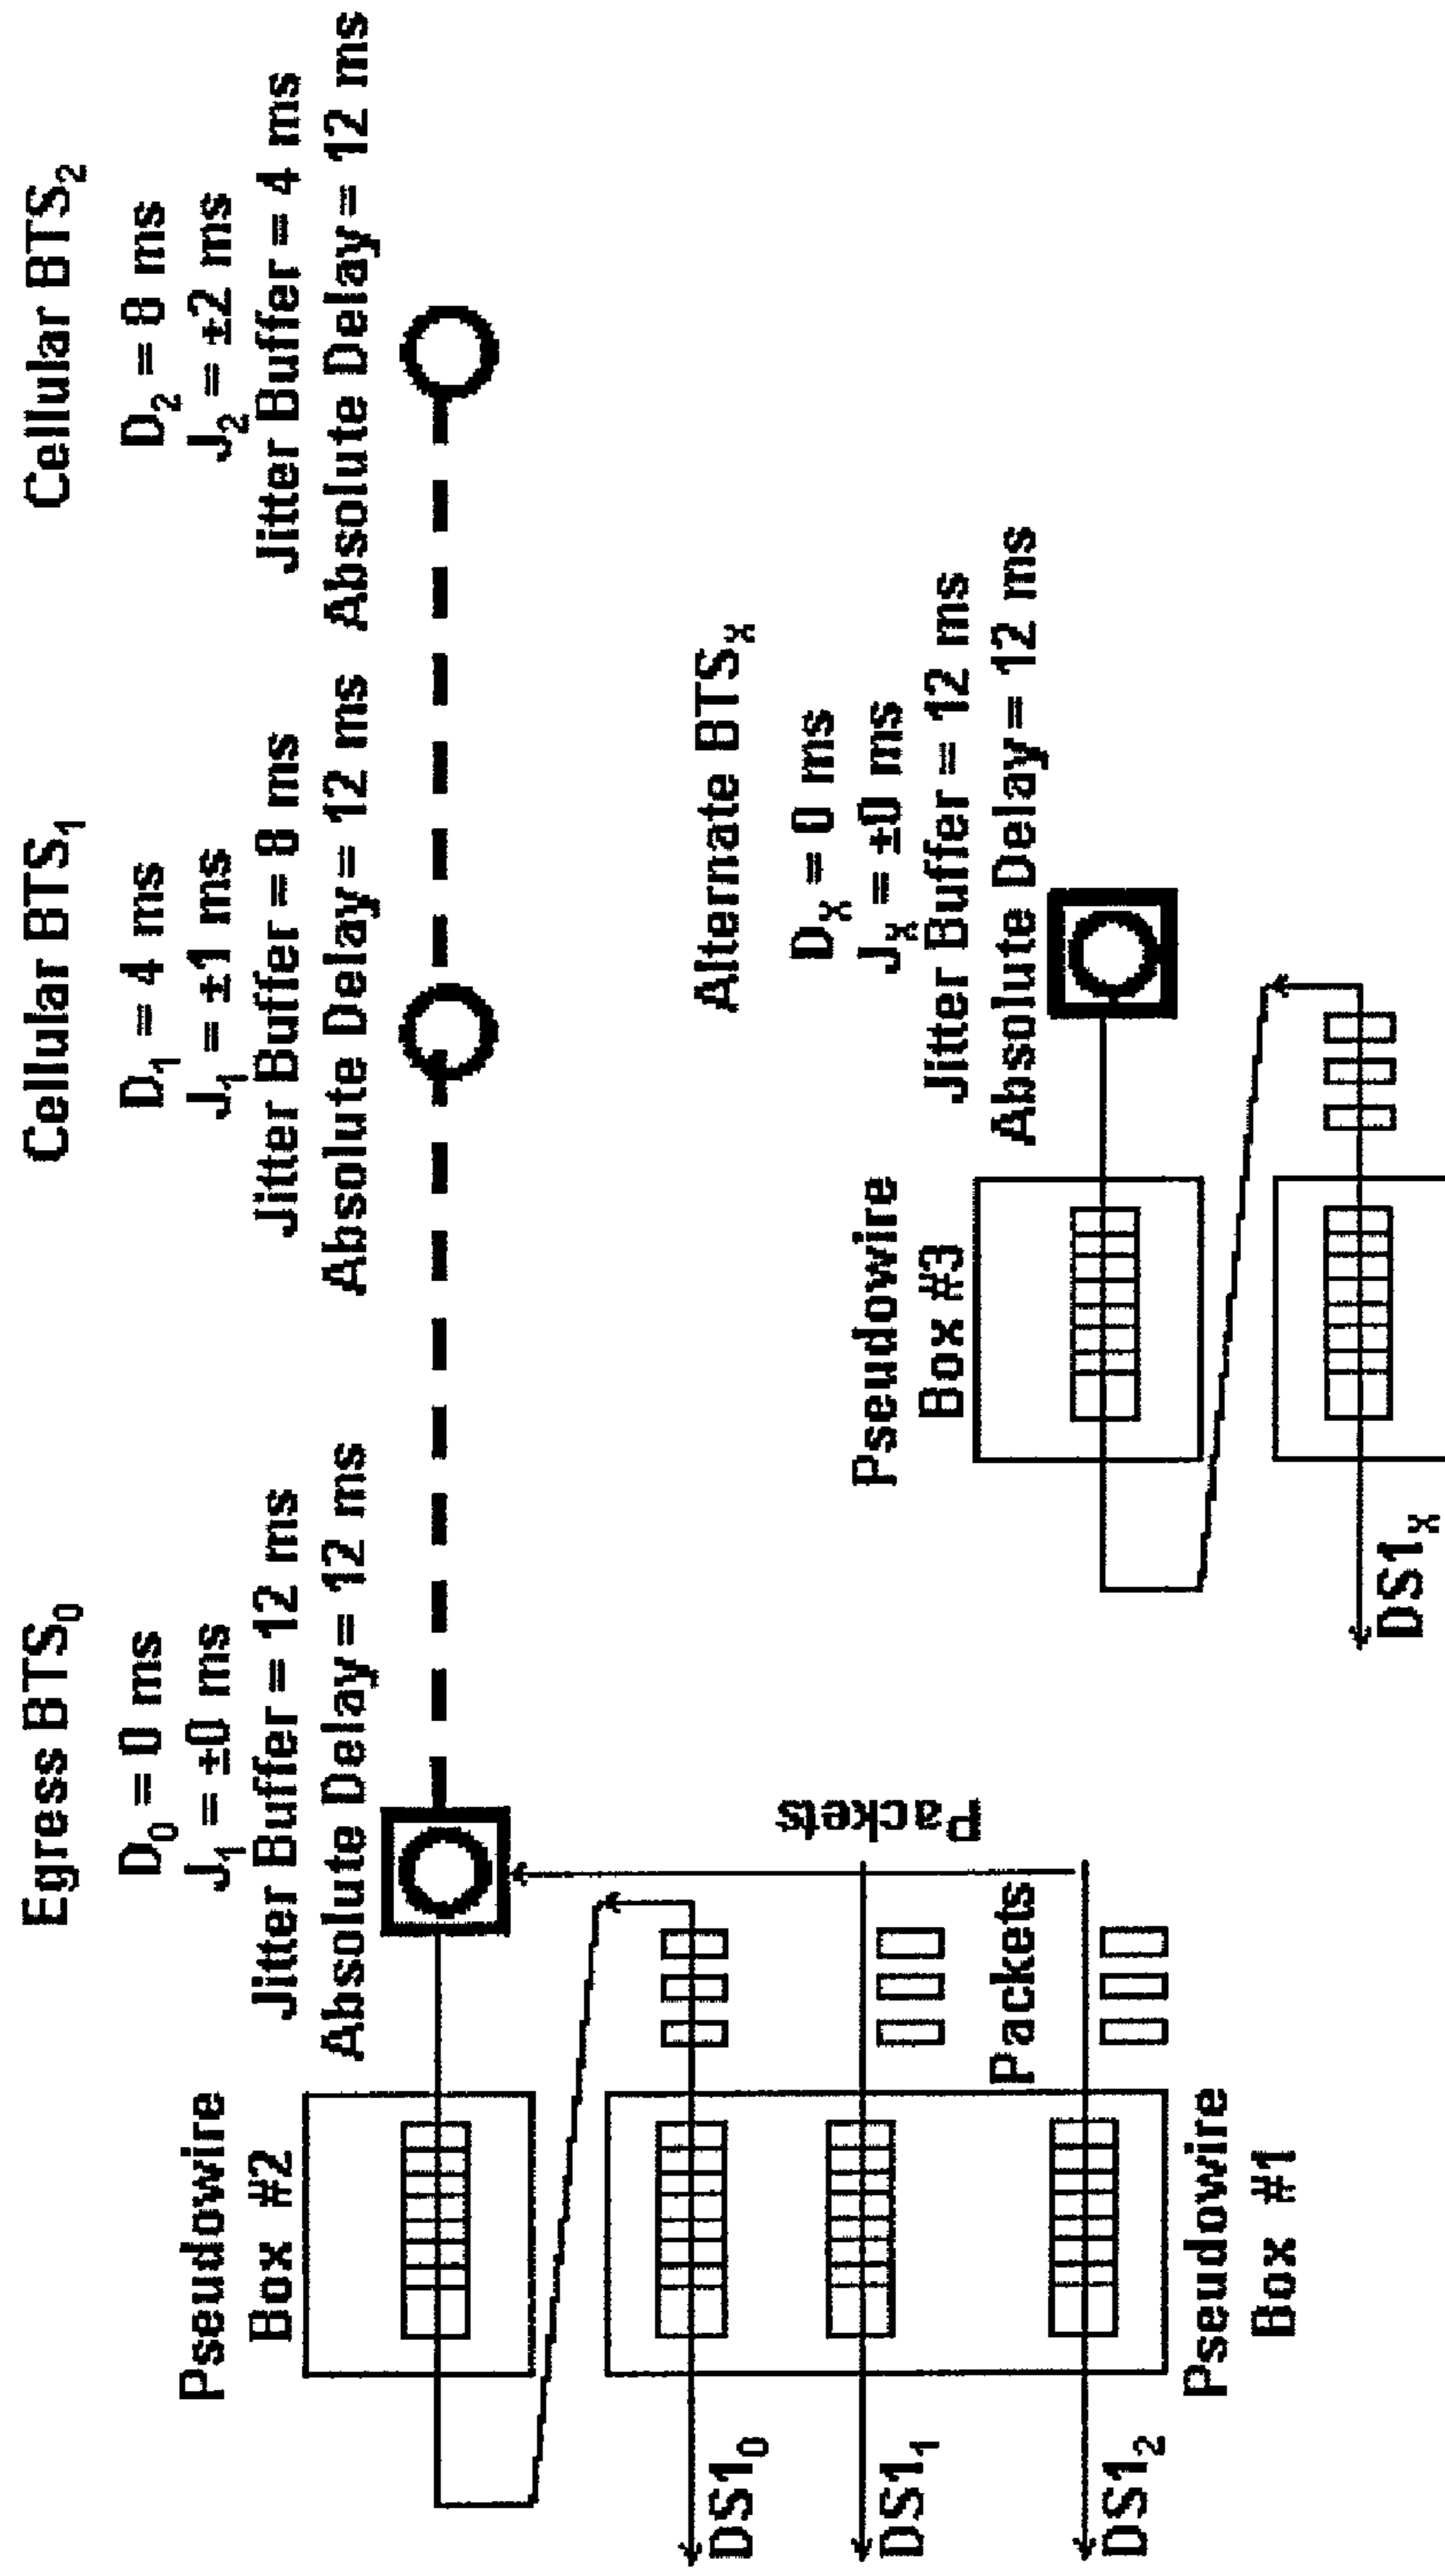 Egress BTS0
D0 = 0 ms
J1 = ±0 ms
Jitter Buffer = 12 ms
Absolute Delay = 12 ms
Cellular BTS1
D1 = 4 ms
J1 = ±1 ms
Jitter Buffer = 8 ms
Absolute Delay = 12 ms
Cellular BTS2
D2 = 8 ms
J2 = ±2 ms
Jitter Buffer = 4 ms
Absolute Delay = 12 ms
Pseudowire
Box #2
Packets
Packets
DS10
DS11
DS12
Pseudowire
Box #1
Alternate BTSX
DX = 0 ms
JX = ±0 ms
Jitter Buffer = 12 ms
Absolute Delay = 12 ms
Pseudowire
Box #3
DS1X